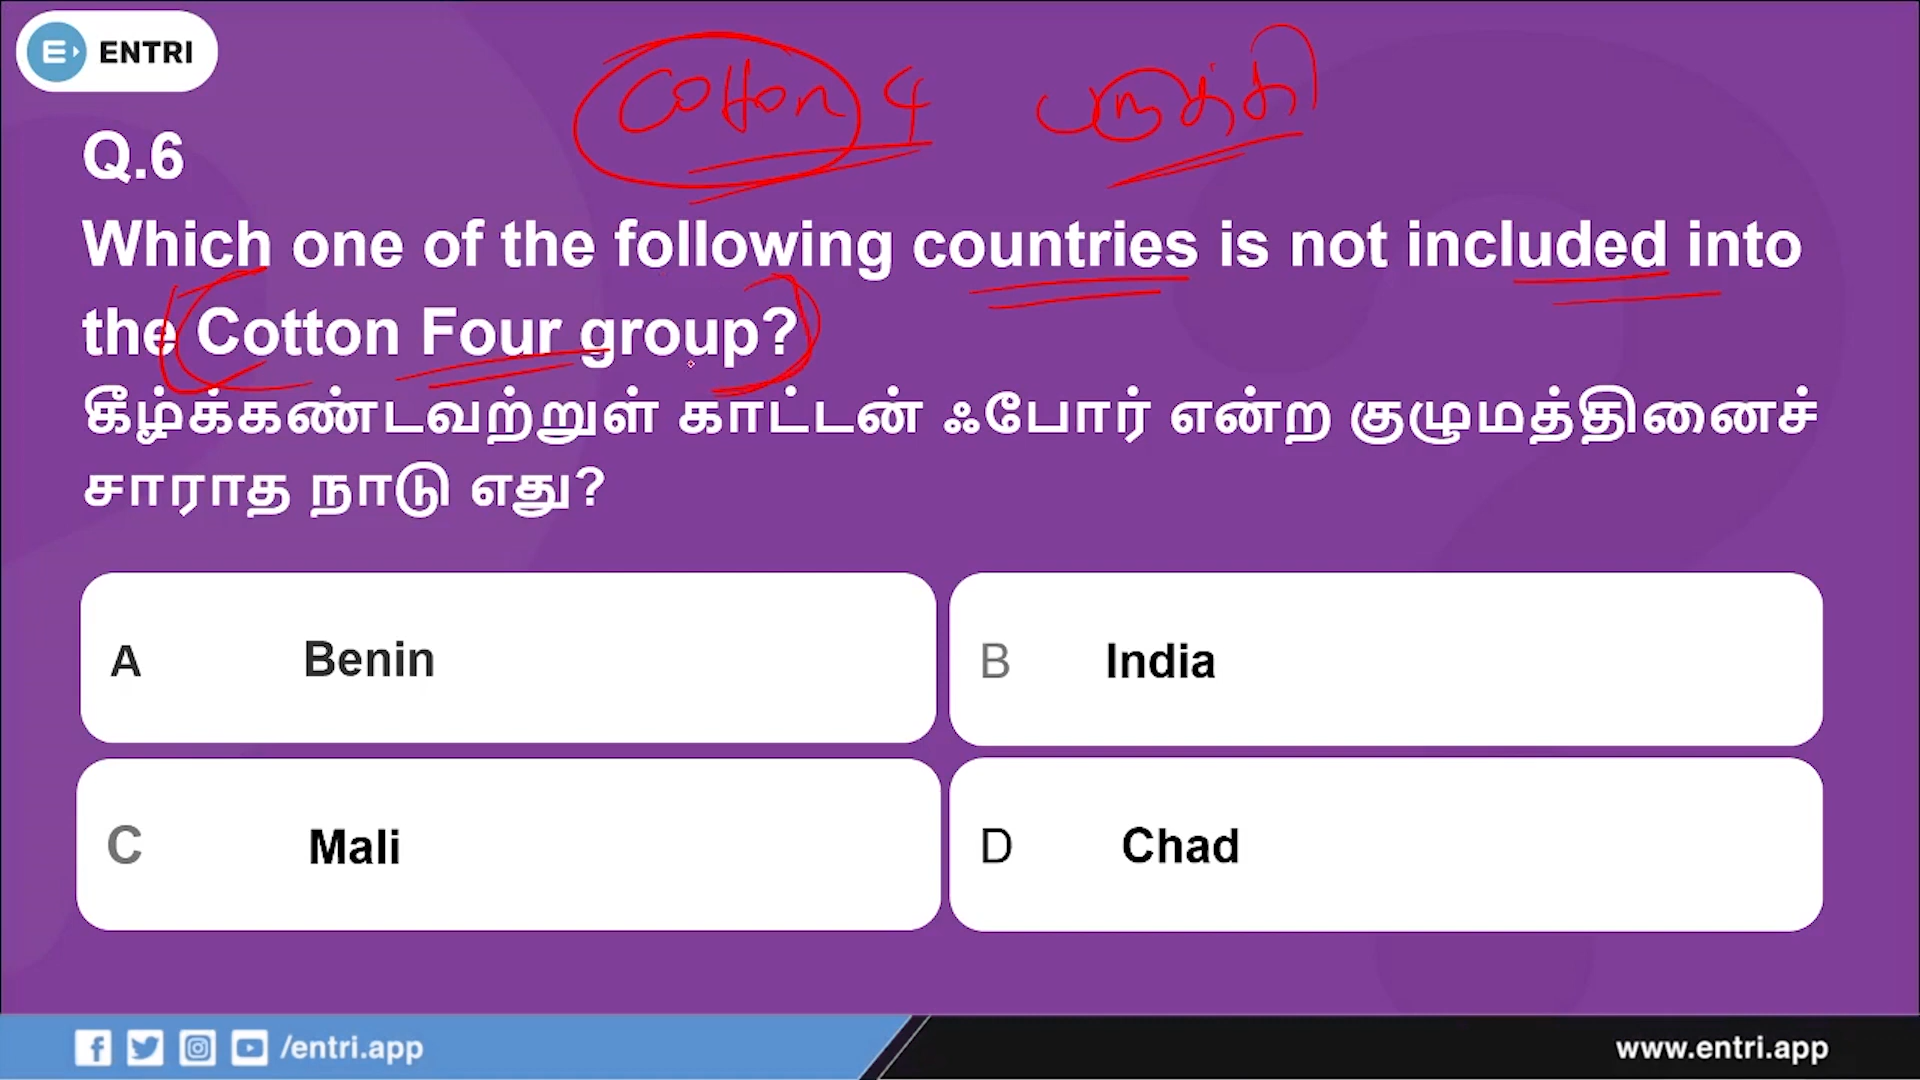 ENTRI
Cotton 4 பருத்தி
Q.6
Which one of the following countries is not included into
the Cotton Four group?
கீழ்க்கண்டவற்றுள் காட்டன் ஃபோர் என்ற குழுமத்தினைச்
சாராத நாடு எது?
A Benin
B India
C Mali
D Chad
/entri.app
www.entri.app